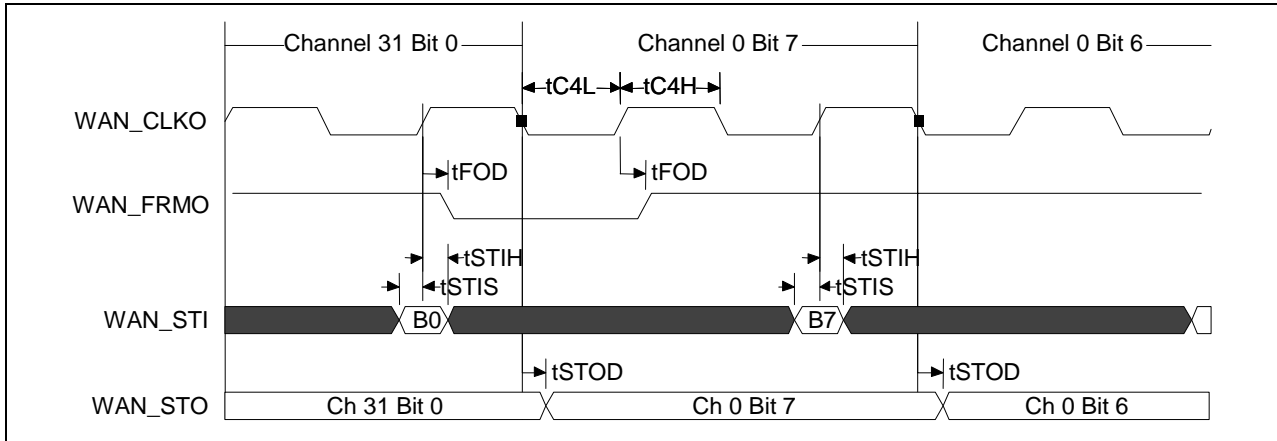 Channel 31 Bit 0 Channel 0 Bit 7 Channel 0 Bit 6
tC4L tC4H
WAN_CLKO
tFOD tFOD
WAN_FRMO
tSTIH tSTIH
tSTIS tSTIS
WAN_STI B0 B7
tSTOD tSTOD
WAN_STO Ch 31 Bit 0 Ch 0 Bit 7 Ch 0 Bit 6